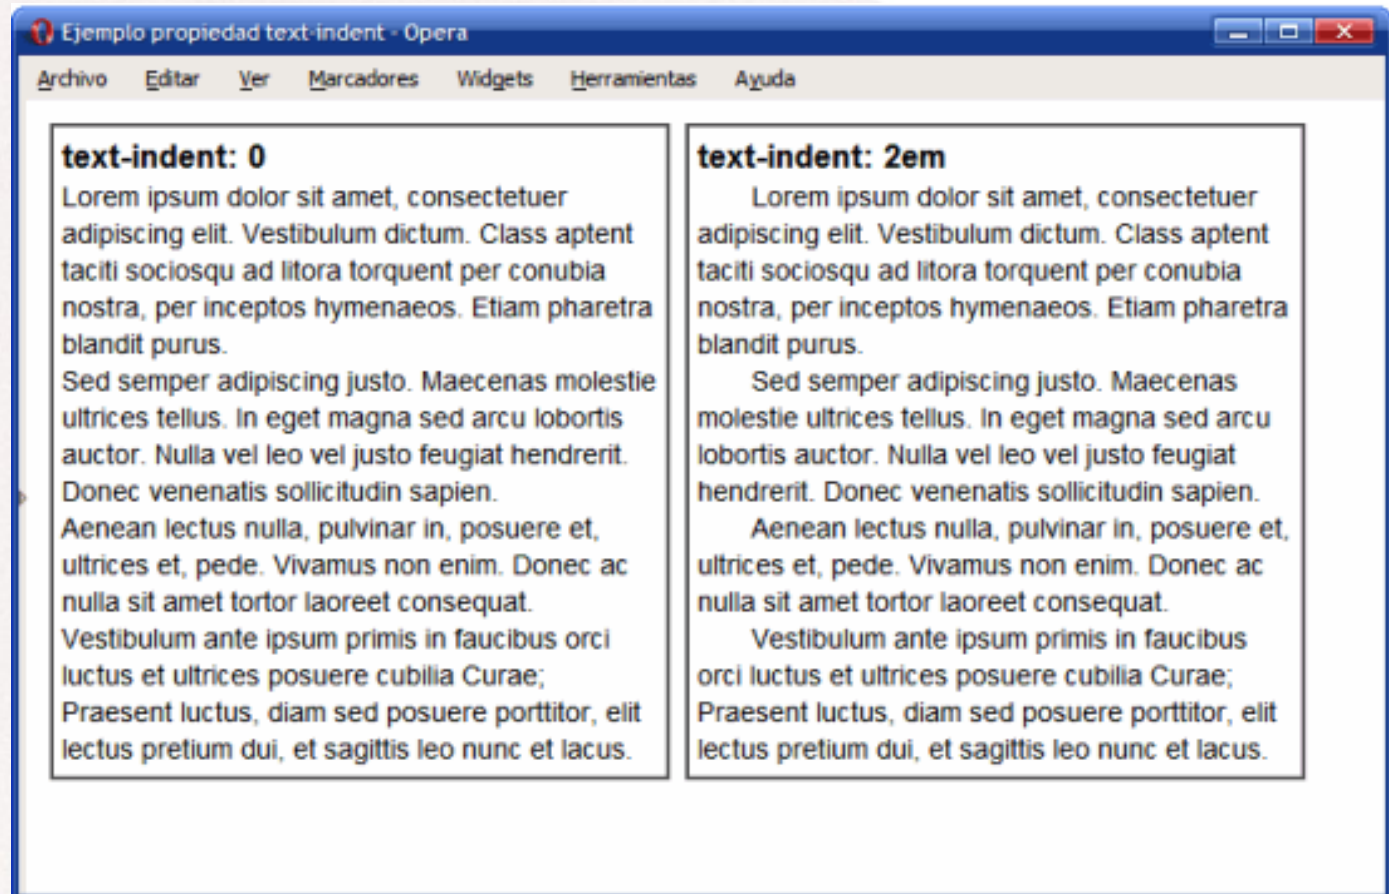 Ejemplo propiedad text-indent - Opera
Archivo Editar Ver Marcadores Widgets Herramientas Ayuda
text-indent: 0
Lorem ipsum dolor sit amet, consectetuer
adipiscing elit. Vestibulum dictum. Class aptent
taciti sociosqu ad litora torquent per conubia
nostra, per inceptos hymenaeos. Etiam pharetra
blandit purus.
Sed semper adipiscing justo. Maecenas molestie
ultrices tellus. In eget magna sed arcu lobortis
auctor. Nulla vel leo vel justo feugiat hendrerit.
Donec venenatis sollicitudin sapien.
Aenean lectus nulla, pulvinar in, posuere et,
ultrices et, pede. Vivamus non enim. Donec ac
nulla sit amet tortor laoreet consequat.
Vestibulum ante ipsum primis in faucibus orci
luctus et ultrices posuere cubilia Curae;
Praesent luctus, diam sed posuere porttitor, elit
lectus pretium dui, et sagittis leo nunc et lacus.
text-indent: 2em
Lorem ipsum dolor sit amet, consectetuer
adipiscing elit. Vestibulum dictum. Class aptent
taciti sociosqu ad litora torquent per conubia
nostra, per inceptos hymenaeos. Etiam pharetra
blandit purus.
Sed semper adipiscing justo. Maecenas
molestie ultrices tellus. In eget magna sed arcu
lobortis auctor. Nulla vel leo vel justo feugiat
hendrerit. Donec venenatis sollicitudin sapien.
Aenean lectus nulla, pulvinar in, posuere et,
ultrices et, pede. Vivamus non enim. Donec ac
nulla sit amet tortor laoreet consequat.
Vestibulum ante ipsum primis in faucibus
orci luctus et ultrices posuere cubilia Curae;
Praesent luctus, diam sed posuere porttitor, elit
lectus pretium dui, et sagittis leo nunc et lacus.